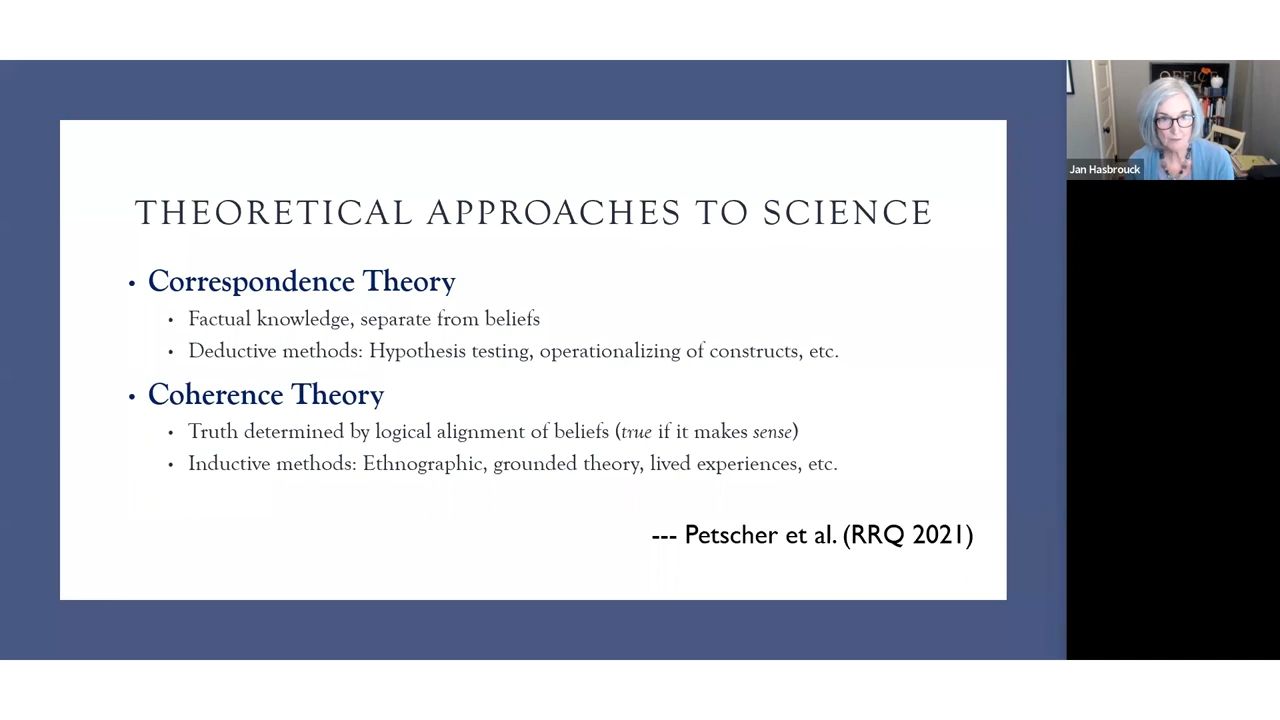 THEORETICAL APPROACHES TO SCIENCE
• Correspondence Theory
• Factual knowledge, separate from beliefs
• Deductive methods: Hypothesis testing, operationalizing of constructs, etc.
• Coherence Theory
• Truth determined by logical alignment of beliefs (true if it makes sense)
• Inductive methods: Ethnographic, grounded theory, lived experiences, etc.
--- Petscher et al. (RRQ 2021)
OFFICE
Jan Hasbrouck